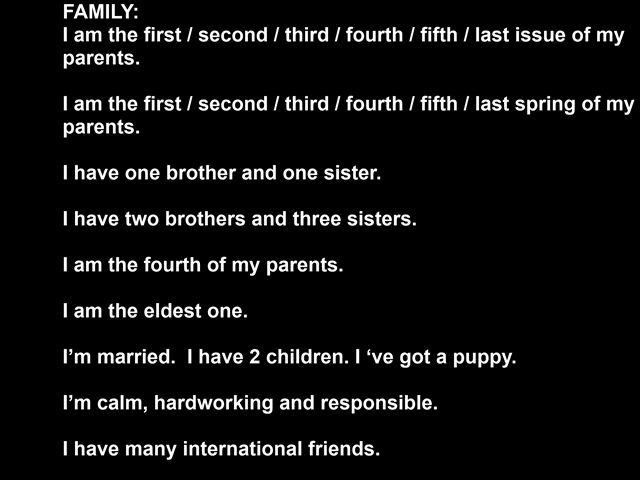 FAMILY:
I am the first / second / third / fourth / fifth / last issue of my
parents.
I am the first / second / third / fourth / fifth / last spring of my
parents.
I have one brother and one sister.
I have two brothers and three sisters.
I am the fourth of my parents.
I am the eldest one.
I’m married.  I have 2 children. I ‘ve got a puppy.
I’m calm, hardworking and responsible.
I have many international friends.